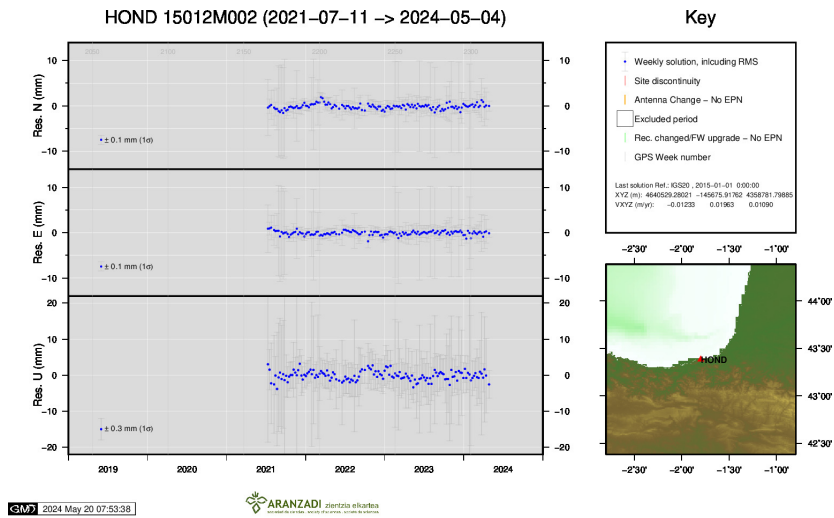 HOND 15012M002 (2021−07−11 −> 2024−05−04)
Key
2050 2100 2150 2200 2250 2300
Res. N (mm)
10 10
0 0
−10 −10
± 0.1 mm (1σ)
Res. E (mm)
10 10
0 0
−10 −10
± 0.1 mm (1σ)
Res. U (mm)
20 20
10 10
0 0
−10 −10
−20 −20
± 0.3 mm (1σ)
2019 2020 2021 2022 2023 2024
Weekly solution, inlcuding RMS
Site discontinuity
Antenna Change − No EPN
Excluded period
Rec. changed/FW upgrade − No EPN
GPS Week number
Last solution Ref.: IGS20 , 2015−01−01 0:00:00
XYZ (m): 4640529.28021 −145675.91762 4358781.79885
VXYZ (m/yr): −0.01233 0.01963 0.01090
−2°30' −2°00' −1°30' −1°00'
44°00'
43°30'
43°00'
42°30'
HOND
−2°30' −2°00' −1°30' −1°00'
GMT 2024 May 20 07:53:38
ARANZADI zientzia elkartea